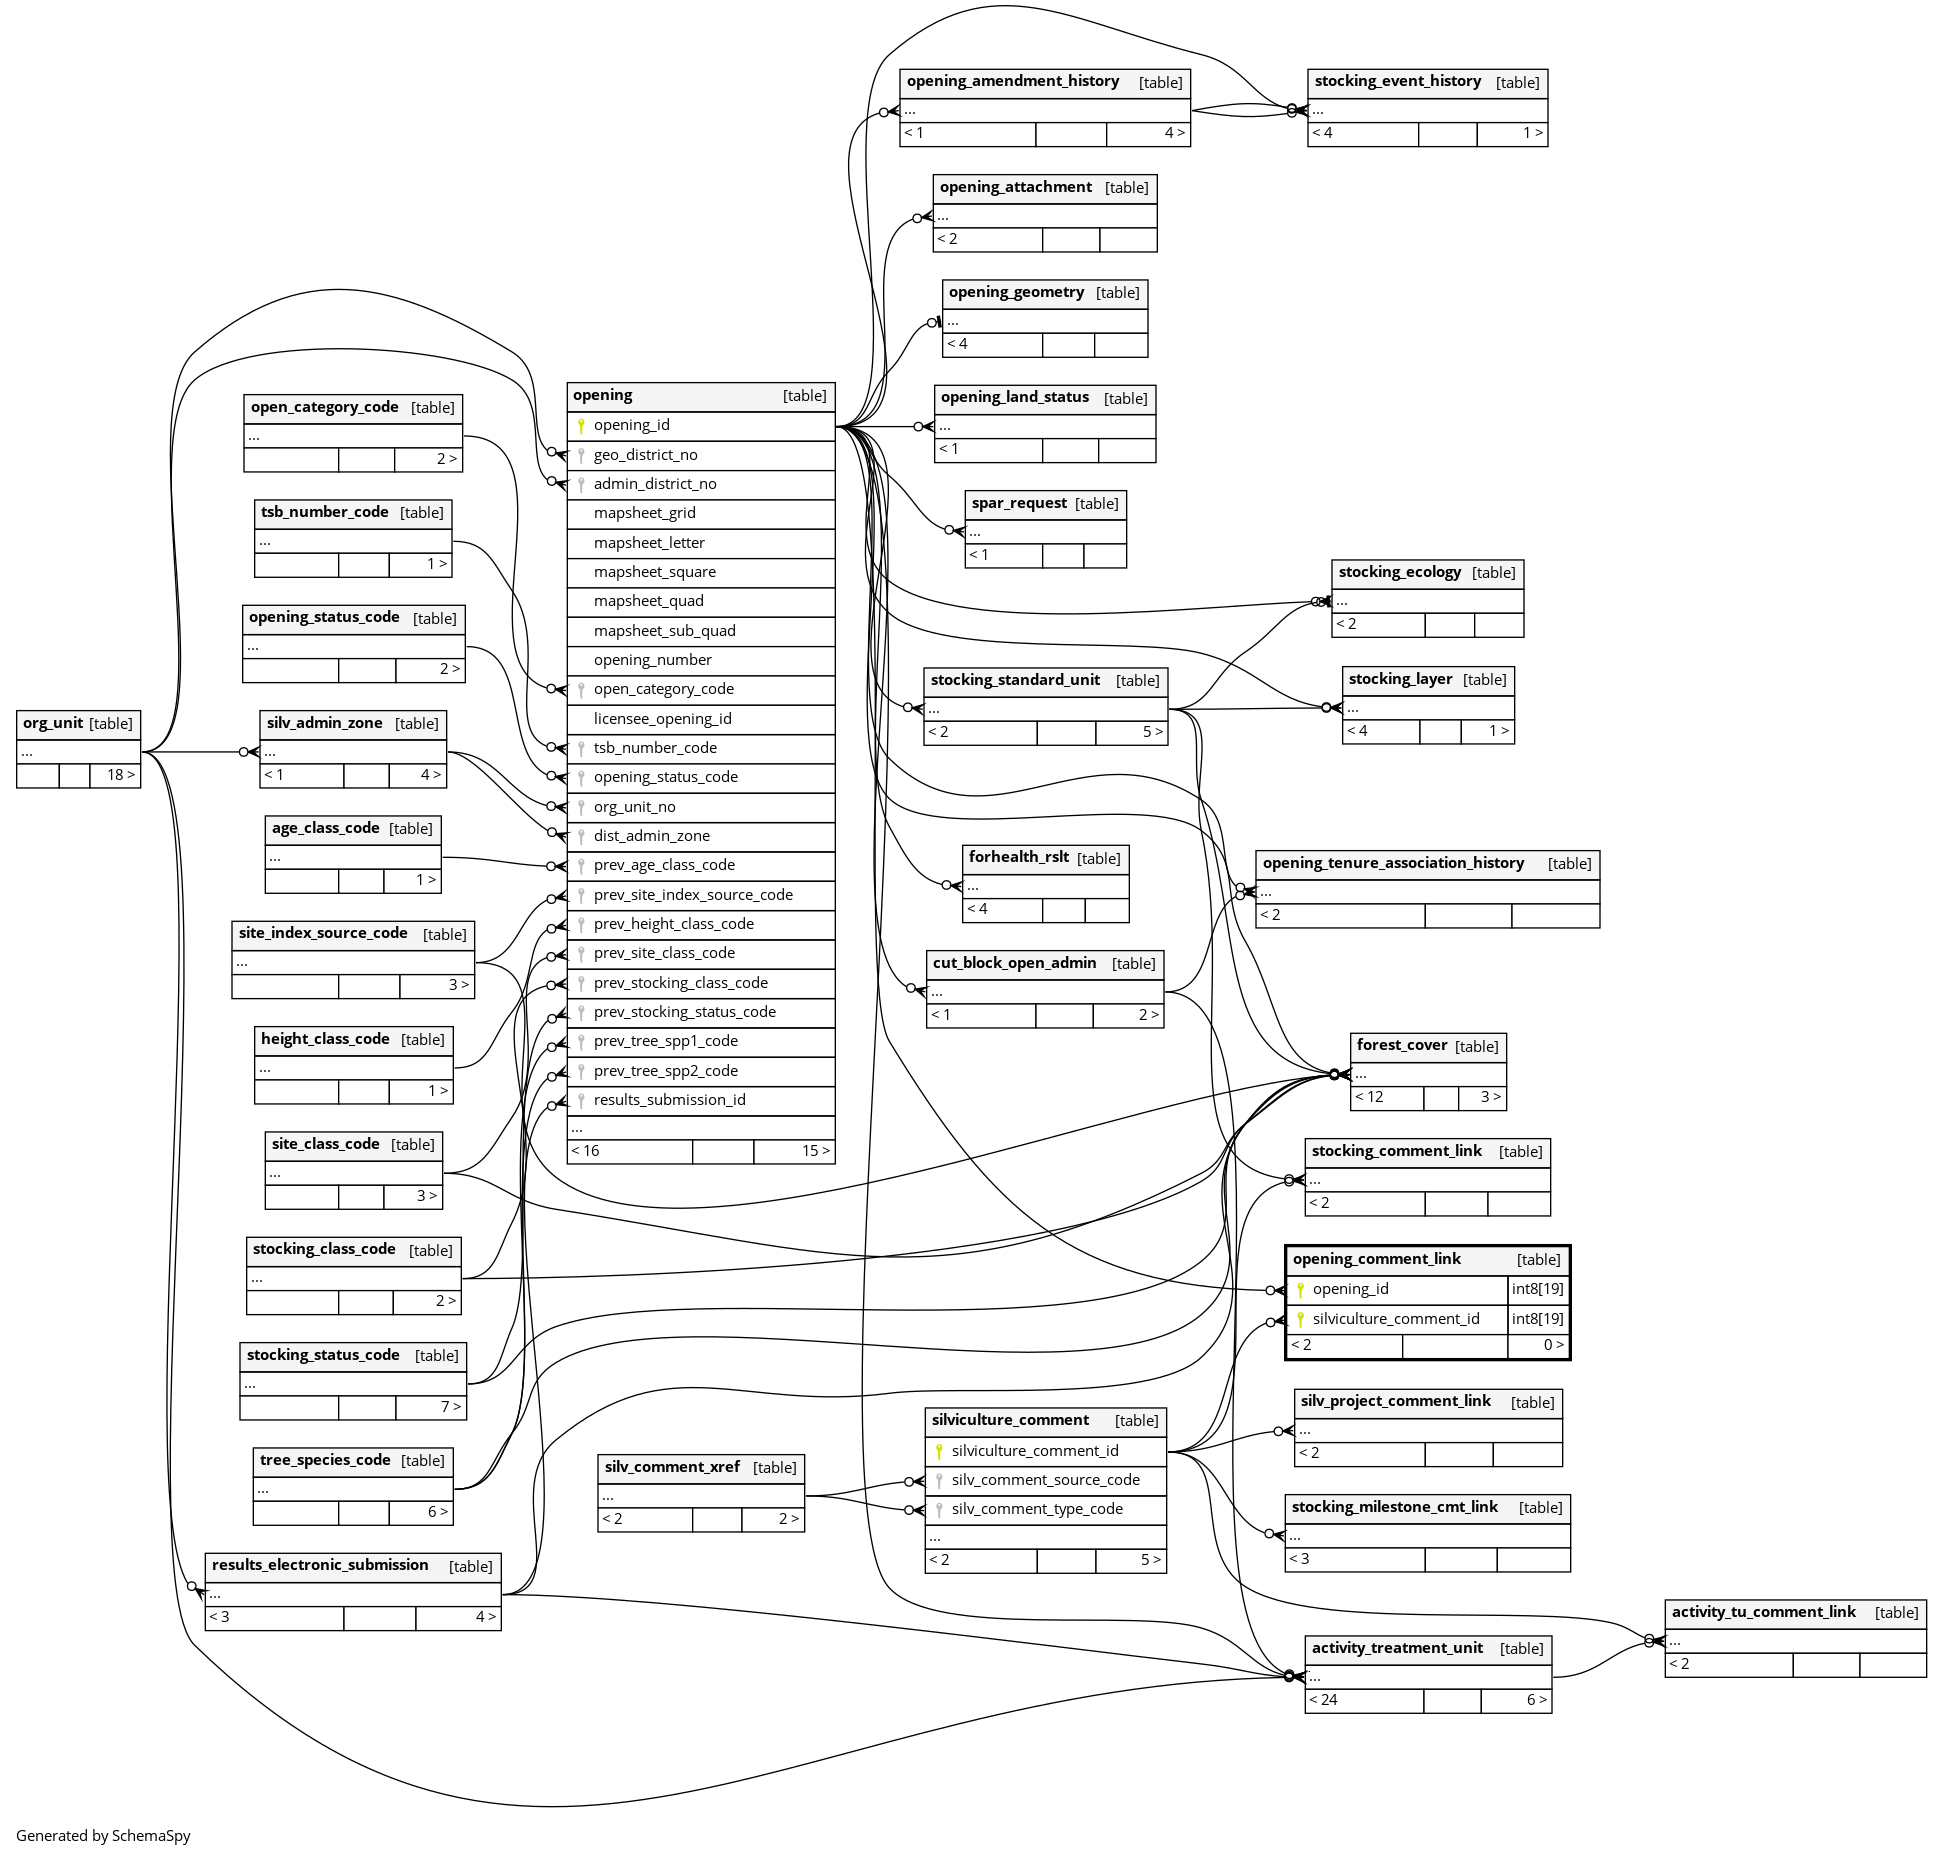 opening_amendment_history [table]
...
< 1 4 >
stocking_event_history [table]
...
< 4 1 >
opening_attachment [table]
...
< 2
opening_geometry [table]
...
< 4
opening_land_status [table]
...
< 1
spar_request [table]
...
< 1
stocking_ecology [table]
...
< 2
stocking_standard_unit [table]
...
< 2 5 >
stocking_layer [table]
...
< 4 1 >
forhealth_rslt [table]
...
< 4
opening_tenure_association_history [table]
...
< 2
cut_block_open_admin [table]
...
< 1 2 >
forest_cover [table]
...
< 12 3 >
stocking_comment_link [table]
...
< 2
opening_comment_link [table]
opening_id int8[19]
silviculture_comment_id int8[19]
< 2 0 >
silv_project_comment_link [table]
...
< 2
stocking_milestone_cmt_link [table]
...
< 3
activity_tu_comment_link [table]
...
< 2
activity_treatment_unit [table]
...
< 24 6 >
silviculture_comment [table]
silviculture_comment_id
silv_comment_source_code
silv_comment_type_code
...
< 2 5 >
silv_comment_xref [table]
...
< 2 2 >
opening [table]
opening_id
geo_district_no
admin_district_no
mapsheet_grid
mapsheet_letter
mapsheet_square
mapsheet_quad
mapsheet_sub_quad
opening_number
open_category_code
licensee_opening_id
tsb_number_code
opening_status_code
org_unit_no
dist_admin_zone
prev_age_class_code
prev_site_index_source_code
prev_height_class_code
prev_site_class_code
prev_stocking_class_code
prev_stocking_status_code
prev_tree_spp1_code
prev_tree_spp2_code
results_submission_id
...
< 16 15 >
open_category_code [table]
...
2 >
tsb_number_code [table]
...
1 >
opening_status_code [table]
...
2 >
org_unit [table]
...
18 >
silv_admin_zone [table]
...
< 1 4 >
age_class_code [table]
...
1 >
site_index_source_code [table]
...
3 >
height_class_code [table]
...
1 >
site_class_code [table]
...
3 >
stocking_class_code [table]
...
2 >
stocking_status_code [table]
...
7 >
tree_species_code [table]
...
6 >
results_electronic_submission [table]
...
< 3 4 >
Generated by SchemaSpy